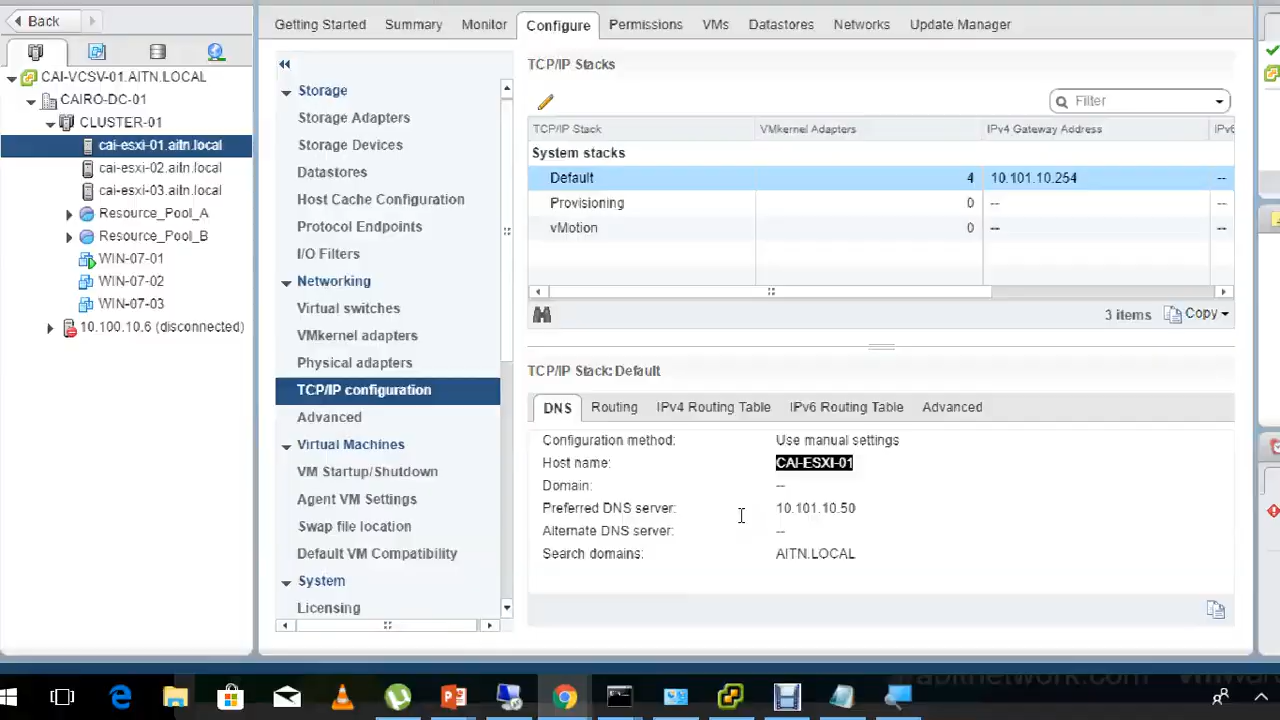 Back
CAI-VCSV-01.AITN.LOCAL
CAIRO-DC-01
CLUSTER-01
cai-esxi-01.aitn.local
cai-esxi-02.aitn.local
cai-esxi-03.aitn.local
Resource_Pool_A
Resource_Pool_B
WIN-07-01
WIN-07-02
WIN-07-03
10.100.10.6 (disconnected)
Getting Started Summary Monitor Configure Permissions VMs Datastores Networks Update Manager
Storage
Storage Adapters
Storage Devices
Datastores
Host Cache Configuration
Protocol Endpoints
I/O Filters
Networking
Virtual switches
VMkernel adapters
Physical adapters
TCP/IP configuration
Advanced
Virtual Machines
VM Startup/Shutdown
Agent VM Settings
Swap file location
Default VM Compatibility
System
Licensing
TCP/IP Stacks
Filter
TCP/IP Stack VMkernel Adapters IPv4 Gateway Address IPv6
System stacks
Default 4 10.101.10.254 --
Provisioning 0 -- --
vMotion 0 -- --
3 items Copy
TCP/IP Stack: Default
DNS Routing IPv4 Routing Table IPv6 Routing Table Advanced
Configuration method: Use manual settings
Host name: CAI-ESXI-01
Domain: --
Preferred DNS server: 10.101.10.50
Alternate DNS server: --
Search domains: AITN.LOCAL